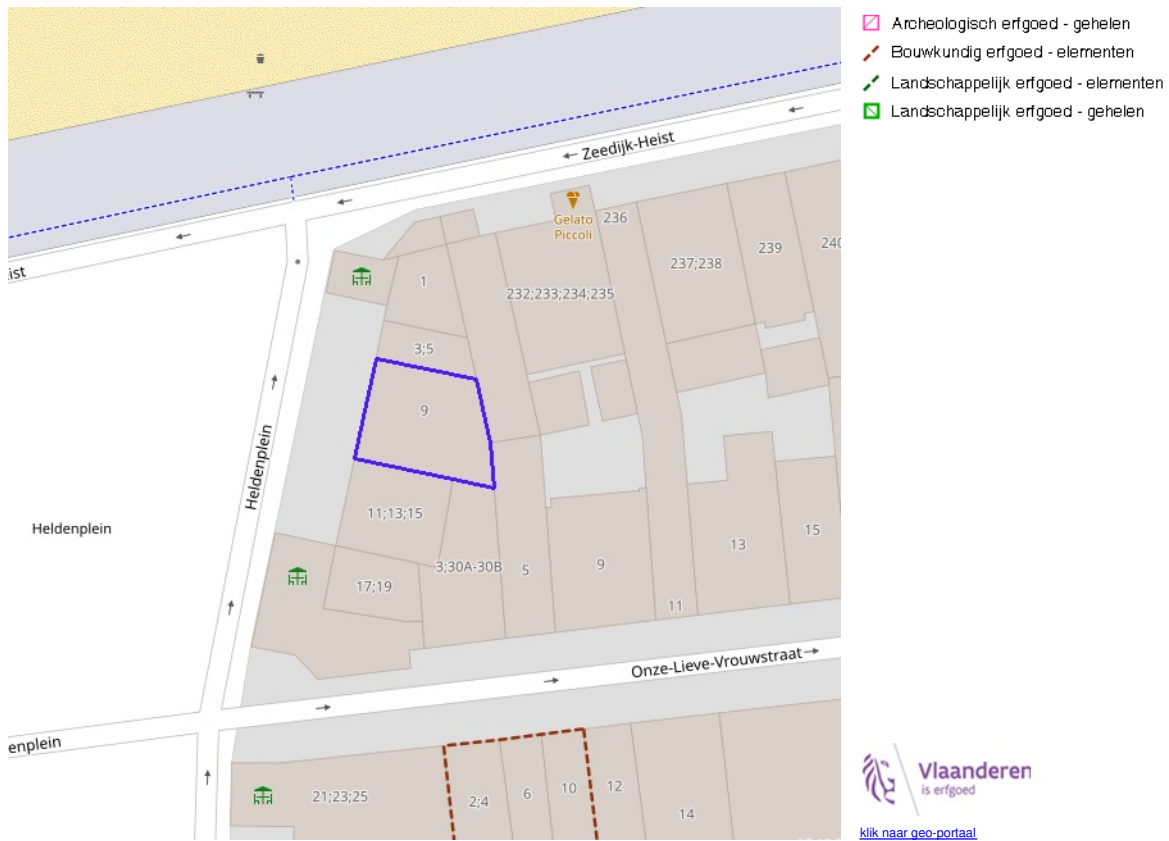 Archeologisch erfgoed - gehelen
Bouwkundig erfgoed - elementen
Landschappelijk erfgoed - elementen
Landschappelijk erfgoed - gehelen
Zeedijk-Heist
ist
Gelato
Piccoli
236
237;238
239
240
1
232;233;234;235
3;5
9
Heldenplein
Heldenplein
11;13;15
3;30A-30B
5
9
13
15
17;19
11
Onze-Lieve-Vrouwstraat
enplein
21;23;25
2;4
6
10
12
14
Vlaanderen
is erfgoed
klik naar geo-portaal